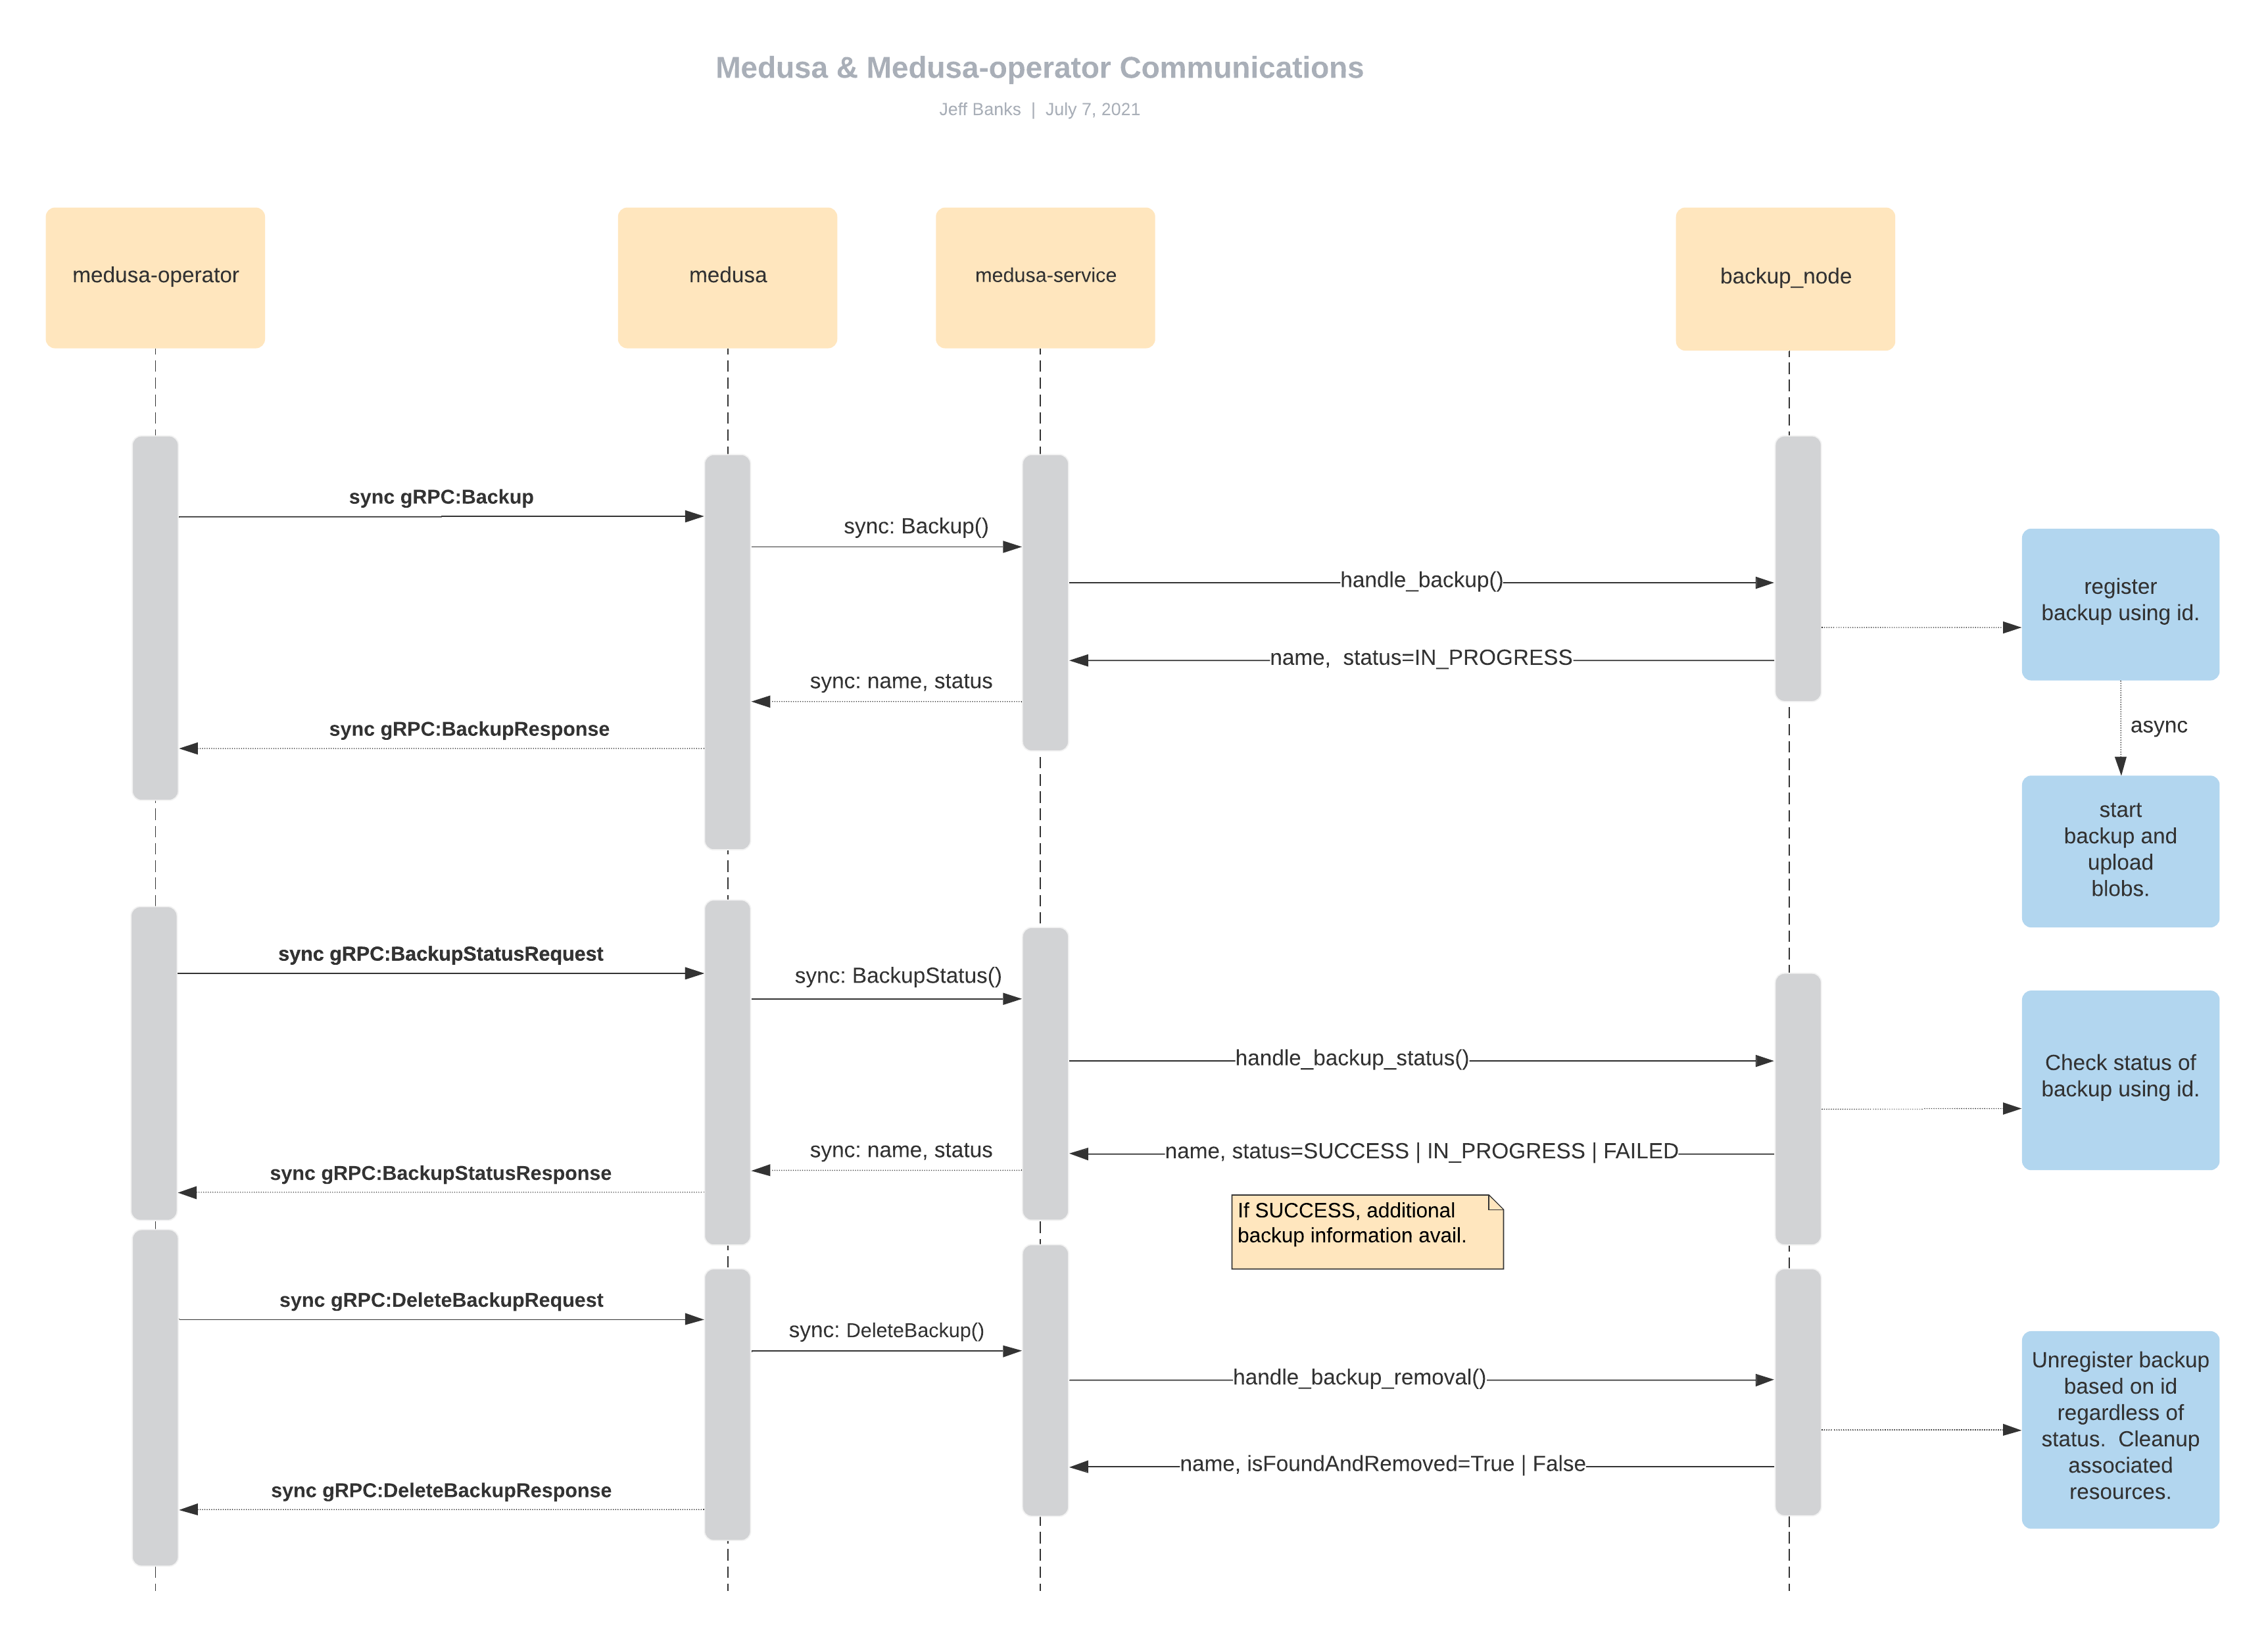 Medusa & Medusa-operator Communications
Jeff Banks | July 7, 2021
medusa-operator
medusa
medusa-service
backup_node
sync gRPC:Backup
sync: Backup()
handle_backup()
register
backup using id.
name, status=IN_PROGRESS
sync: name, status
sync gRPC:BackupResponse
async
start
backup and
upload
blobs.
sync gRPC:BackupStatusRequest
sync: BackupStatus()
handle_backup_status()
Check status of
backup using id.
name, status=SUCCESS | IN_PROGRESS | FAILED
sync: name, status
sync gRPC:BackupStatusResponse
If SUCCESS, additional
backup information avail.
sync gRPC:DeleteBackupRequest
sync: DeleteBackup()
handle_backup_removal()
Unregister backup
based on id
regardless of
status. Cleanup
associated
resources.
name, isFoundAndRemoved=True | False
sync gRPC:DeleteBackupResponse